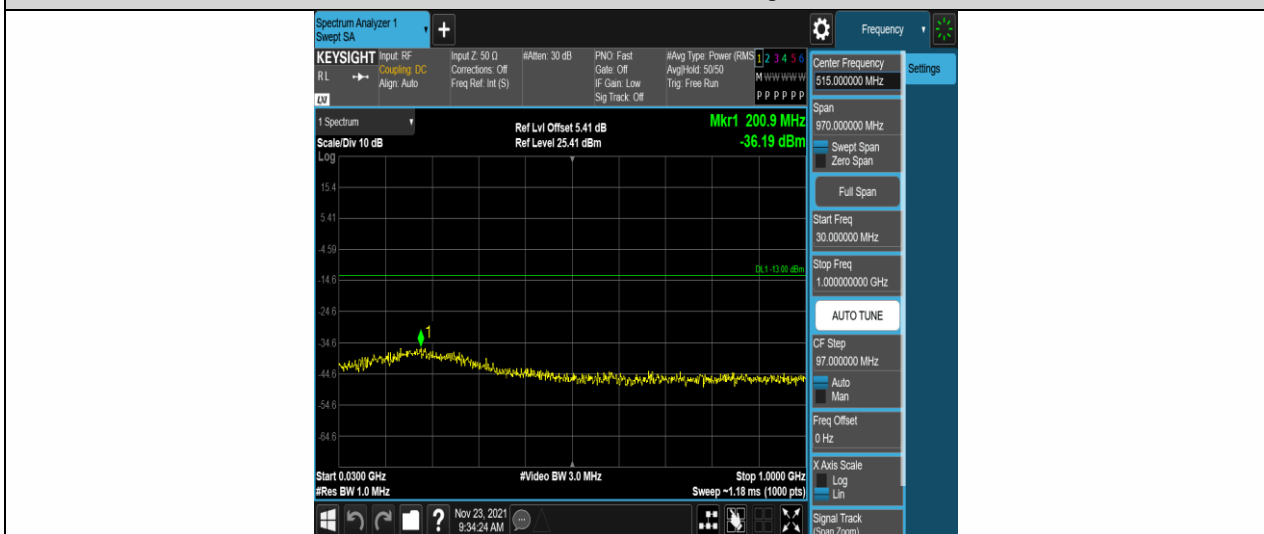 Spectrum Analyzer 1
Swept SA
+
Frequency
KEYSIGHT
Input: RF
Coupling: DC
Align: Auto
Input Z: 50 Ω
Corrections: Off
Freq Ref: Int (S)
#Atten: 30 dB
PNO: Fast
Gate: Off
IF Gain: Low
Sig Track: Off
#Avg Type: Power (RMS
Avg|Hold: 50/50
Trig: Free Run
1 2 3 4 5 6
M W W W W W
P P P P P P
RL
LXI
1 Spectrum
Scale/Div 10 dB
Log
Ref Lvl Offset 5.41 dB
Ref Level 25.41 dBm
Mkr1 200.9 MHz
-36.19 dBm
15.4
5.41
-4.59
DL1 -13.00 dBm
-14.6
-24.6
1
-34.6
-44.6
-54.6
-64.6
Start 0.0300 GHz
#Video BW 3.0 MHz
Stop 1.0000 GHz
#Res BW 1.0 MHz
Sweep ~1.18 ms (1000 pts)
?
Nov 23, 2021
9:34:24 AM
Center Frequency
515.000000 MHz
Settings
Span
970.000000 MHz
Swept Span
Zero Span
Full Span
Start Freq
30.000000 MHz
Stop Freq
1.000000000 GHz
AUTO TUNE
CF Step
97.000000 MHz
Auto
Man
Freq Offset
0 Hz
X Axis Scale
Log
Lin
Signal Track
(Span Zoom)